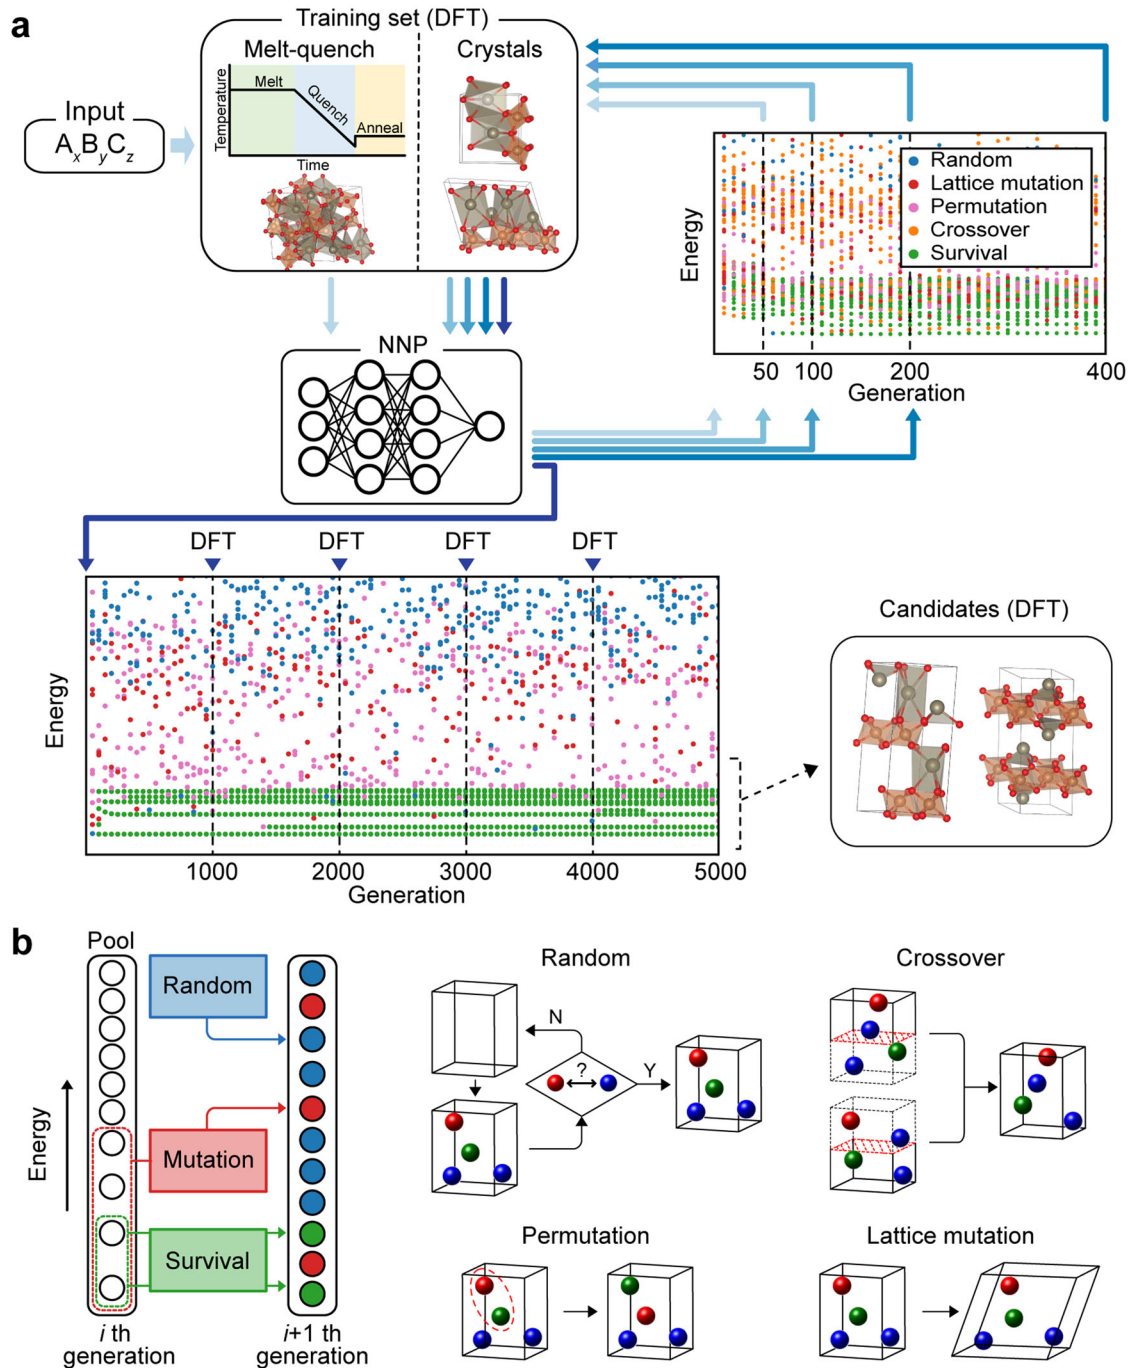 a
Training set (DFT)
Melt-quench
Crystals
Temperature
Melt
Quench
Anneal
Time
Input
AxByCz
Energy
Random
Lattice mutation
Permutation
Crossover
Survival
50 100 200 400
Generation
NNP
DFT DFT DFT DFT
Energy
1000 2000 3000 4000 5000
Generation
Candidates (DFT)
b
Pool
Energy
Random
Mutation
Survival
i th
generation
i+1 th
generation
Random
N
?
Y
Crossover
Permutation
Lattice mutation